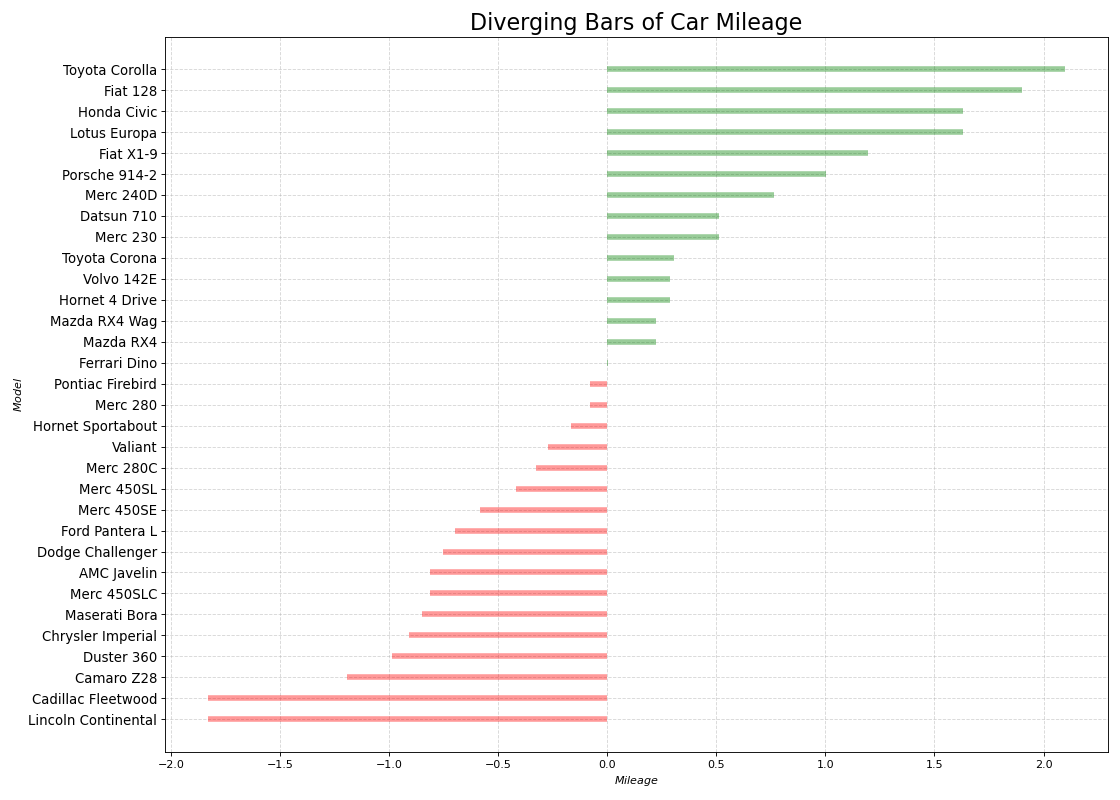 Diverging Bars of Car Mileage
Toyota Corolla
Fiat 128
Honda Civic
Lotus Europa
Fiat X1-9
Porsche 914-2
Merc 240D
Datsun 710
Merc 230
Toyota Corona
Volvo 142E
Hornet 4 Drive
Mazda RX4 Wag
Mazda RX4
Ferrari Dino
Pontiac Firebird
Merc 280
Hornet Sportabout
Valiant
Merc 280C
Merc 450SL
Merc 450SE
Ford Pantera L
Dodge Challenger
AMC Javelin
Merc 450SLC
Maserati Bora
Chrysler Imperial
Duster 360
Camaro Z28
Cadillac Fleetwood
Lincoln Continental
Model
−2.0 −1.5 −1.0 −0.5 0.0 0.5 1.0 1.5 2.0
Mileage